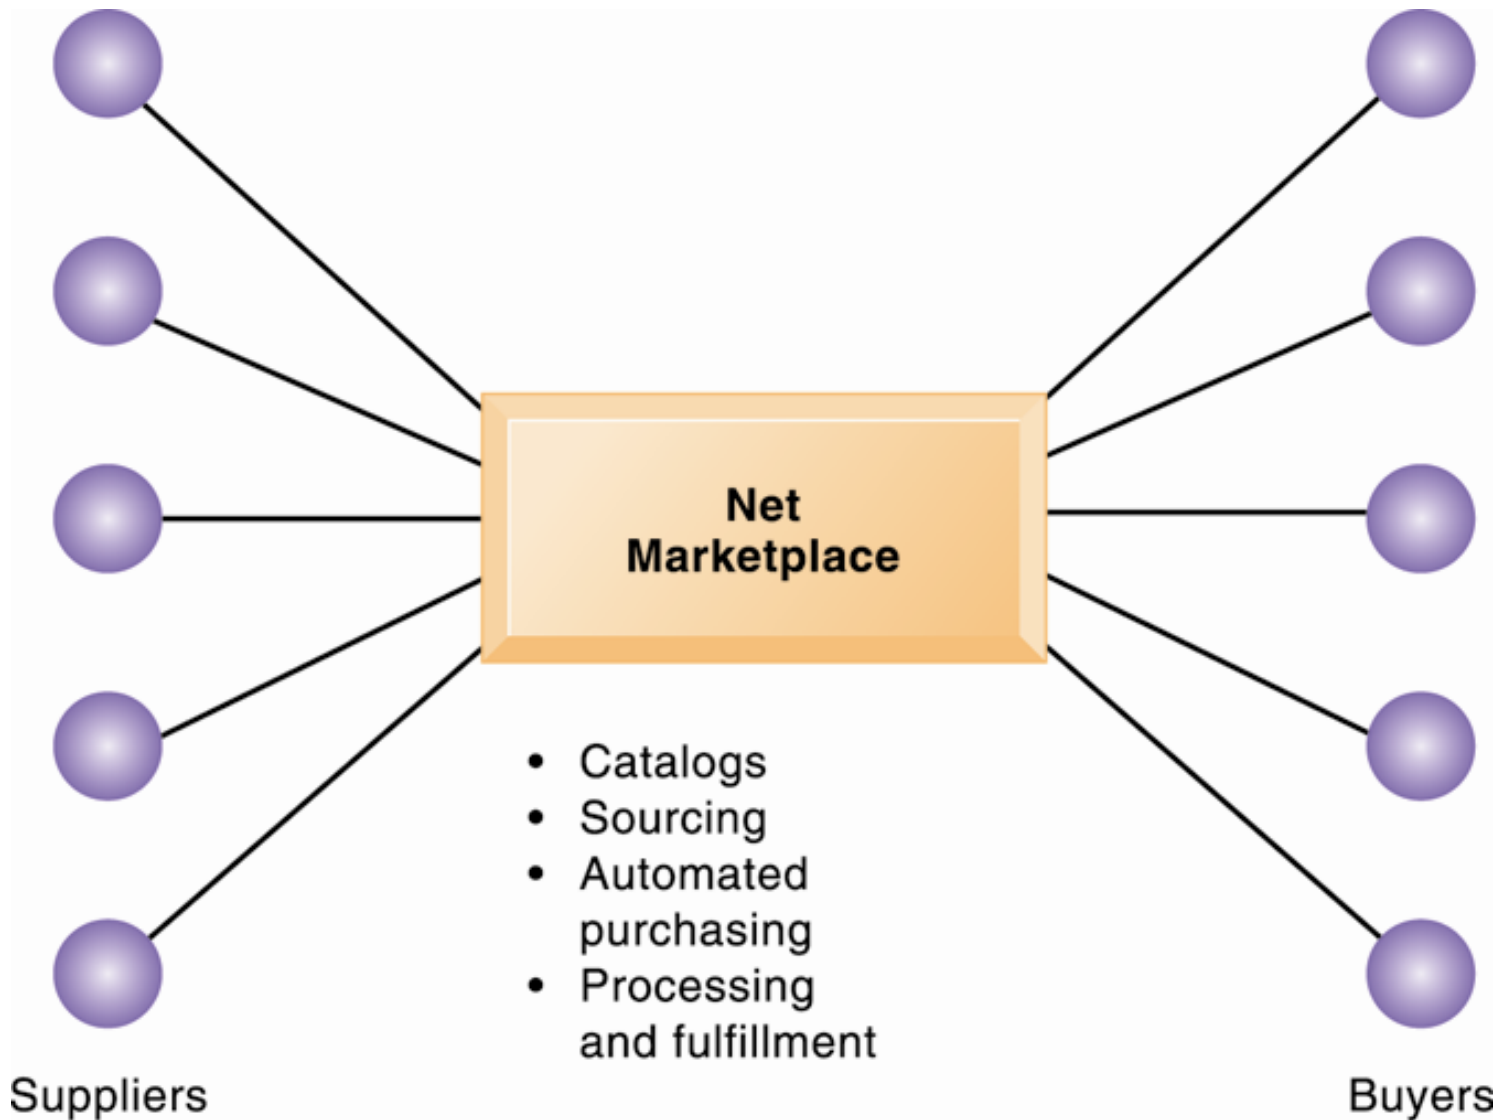 Net
Marketplace
• Catalogs
• Sourcing
• Automated
purchasing
• Processing
and fulfillment
Suppliers
Buyers